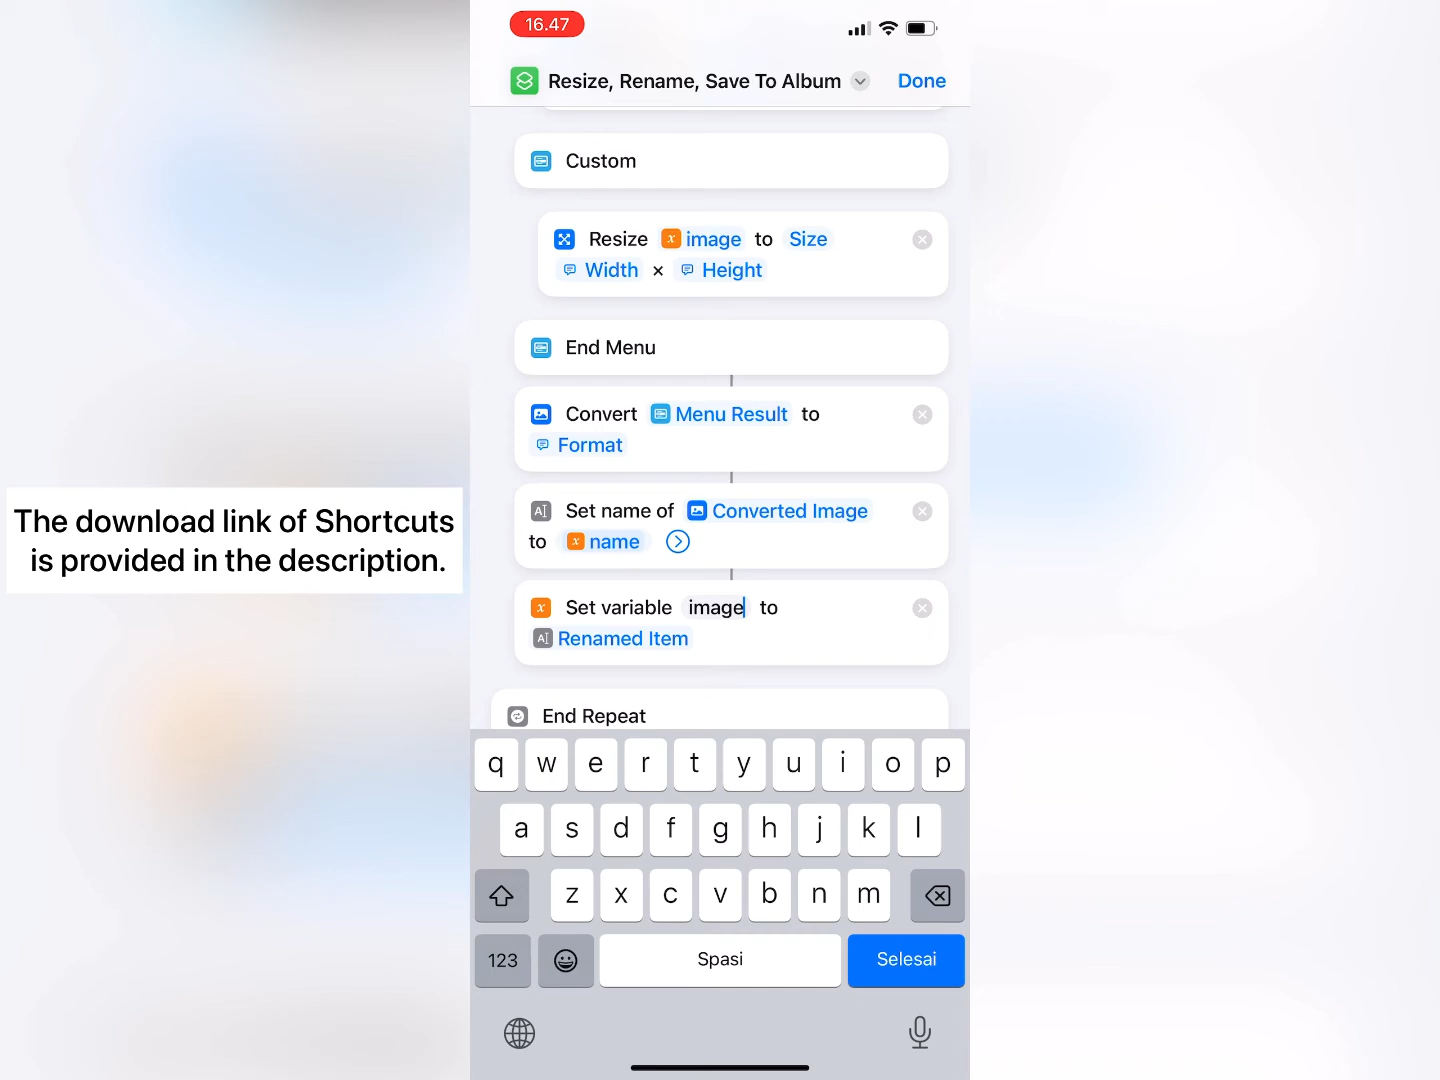 16.47
Resize, Rename, Save To Album
Done
Custom
Resize image to Size
Width × Height
End Menu
Convert Menu Result to
Format
The download link of Shortcuts
is provided in the description.
Set name of Converted Image
to name
Set variable image to
Renamed Item
End Repeat
q w e r t y u i o p
a s d f g h j k l
z x c v b n m
123 Spasi Selesai